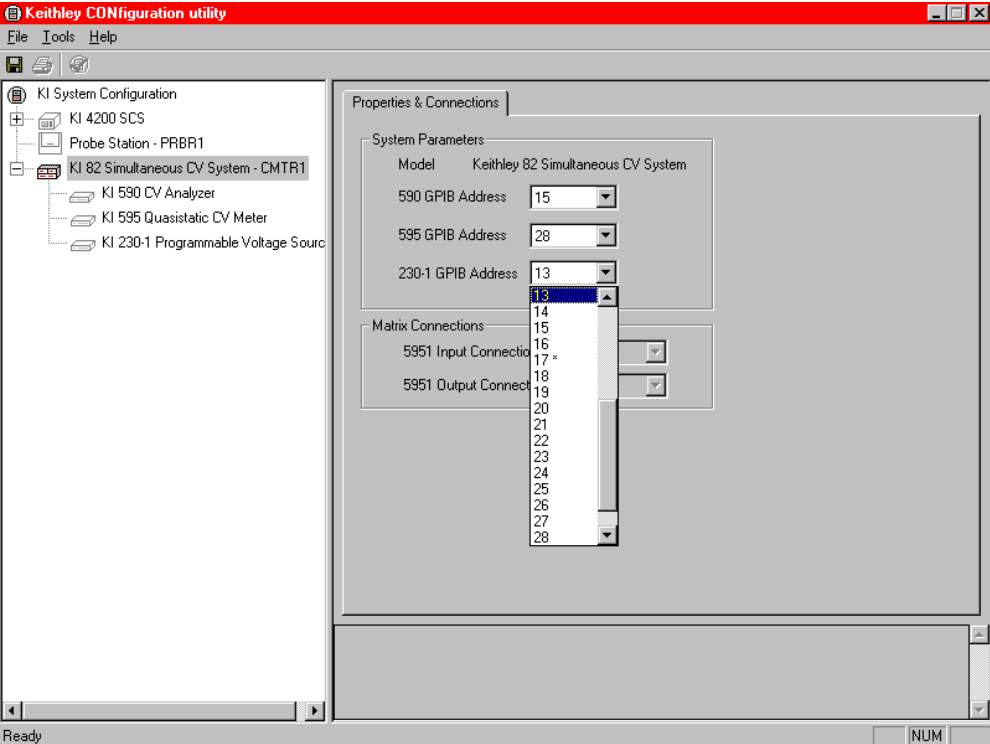 Keithley CONfiguration utility
File Tools Help
KI System Configuration
KI 4200 SCS
Probe Station - PRBR1
KI 82 Simultaneous CV System - CMTR1
KI 590 CV Analyzer
KI 595 Quasistatic CV Meter
KI 230-1 Programmable Voltage Sourc
Properties & Connections
System Parameters
Model Keithley 82 Simultaneous CV System
590 GPIB Address 15
595 GPIB Address 28
230-1 GPIB Address 13
13
14
15
16
17 *
18
19
20
21
22
23
24
25
26
27
28
Matrix Connections
5951 Input Connectio
5951 Output Connect
Ready
NUM